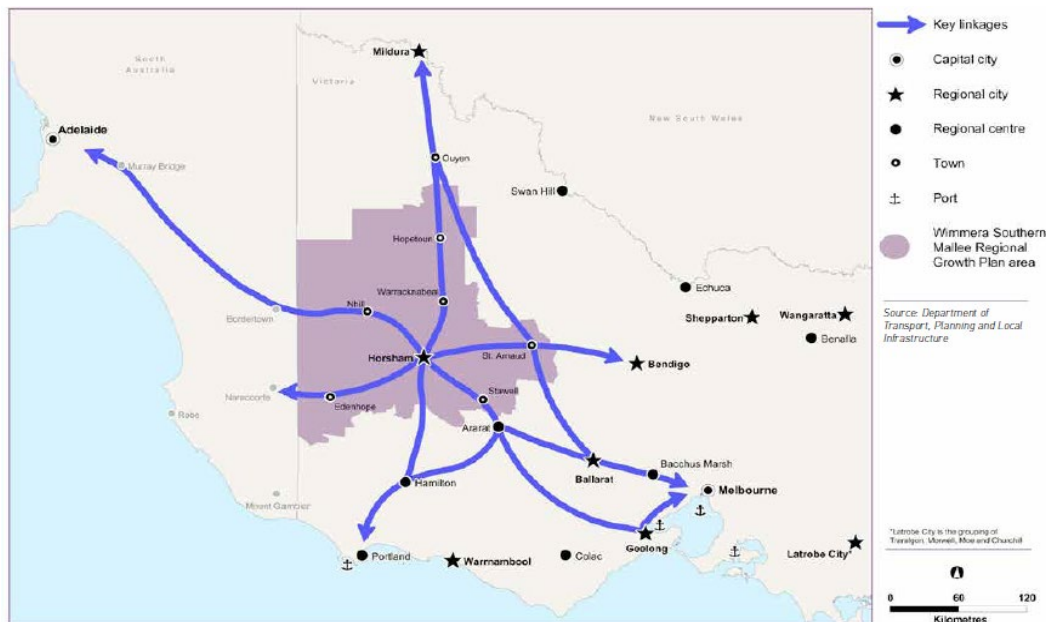 South
Australia
Victoria
New South Wales
Mildura
Adelaide
Murray Bridge
Ouyen
Swan Hill
Hopetoun
Warracknabeal
Nhill
Bordertown
Echuca
Shepparton
Wangaratta
Benalla
Horsham
St. Arnaud
Bendigo
Naracoorte
Edenhope
Stawell
Robe
Ararat
Ballarat
Bacchus Marsh
Melbourne
Hamilton
Mount Gambier
Geelong
Portland
Warrnambool
Colac
Latrobe City*
Key linkages
Capital city
Regional city
Regional centre
Town
Port
Wimmera Southern
Mallee Regional
Growth Plan area
Source: Department of
Transport, Planning and Local
Infrastructure
*Latrobe City is the grouping of
Traralgon, Morwell, Moe and Churchill
0 60 120
Kilometres